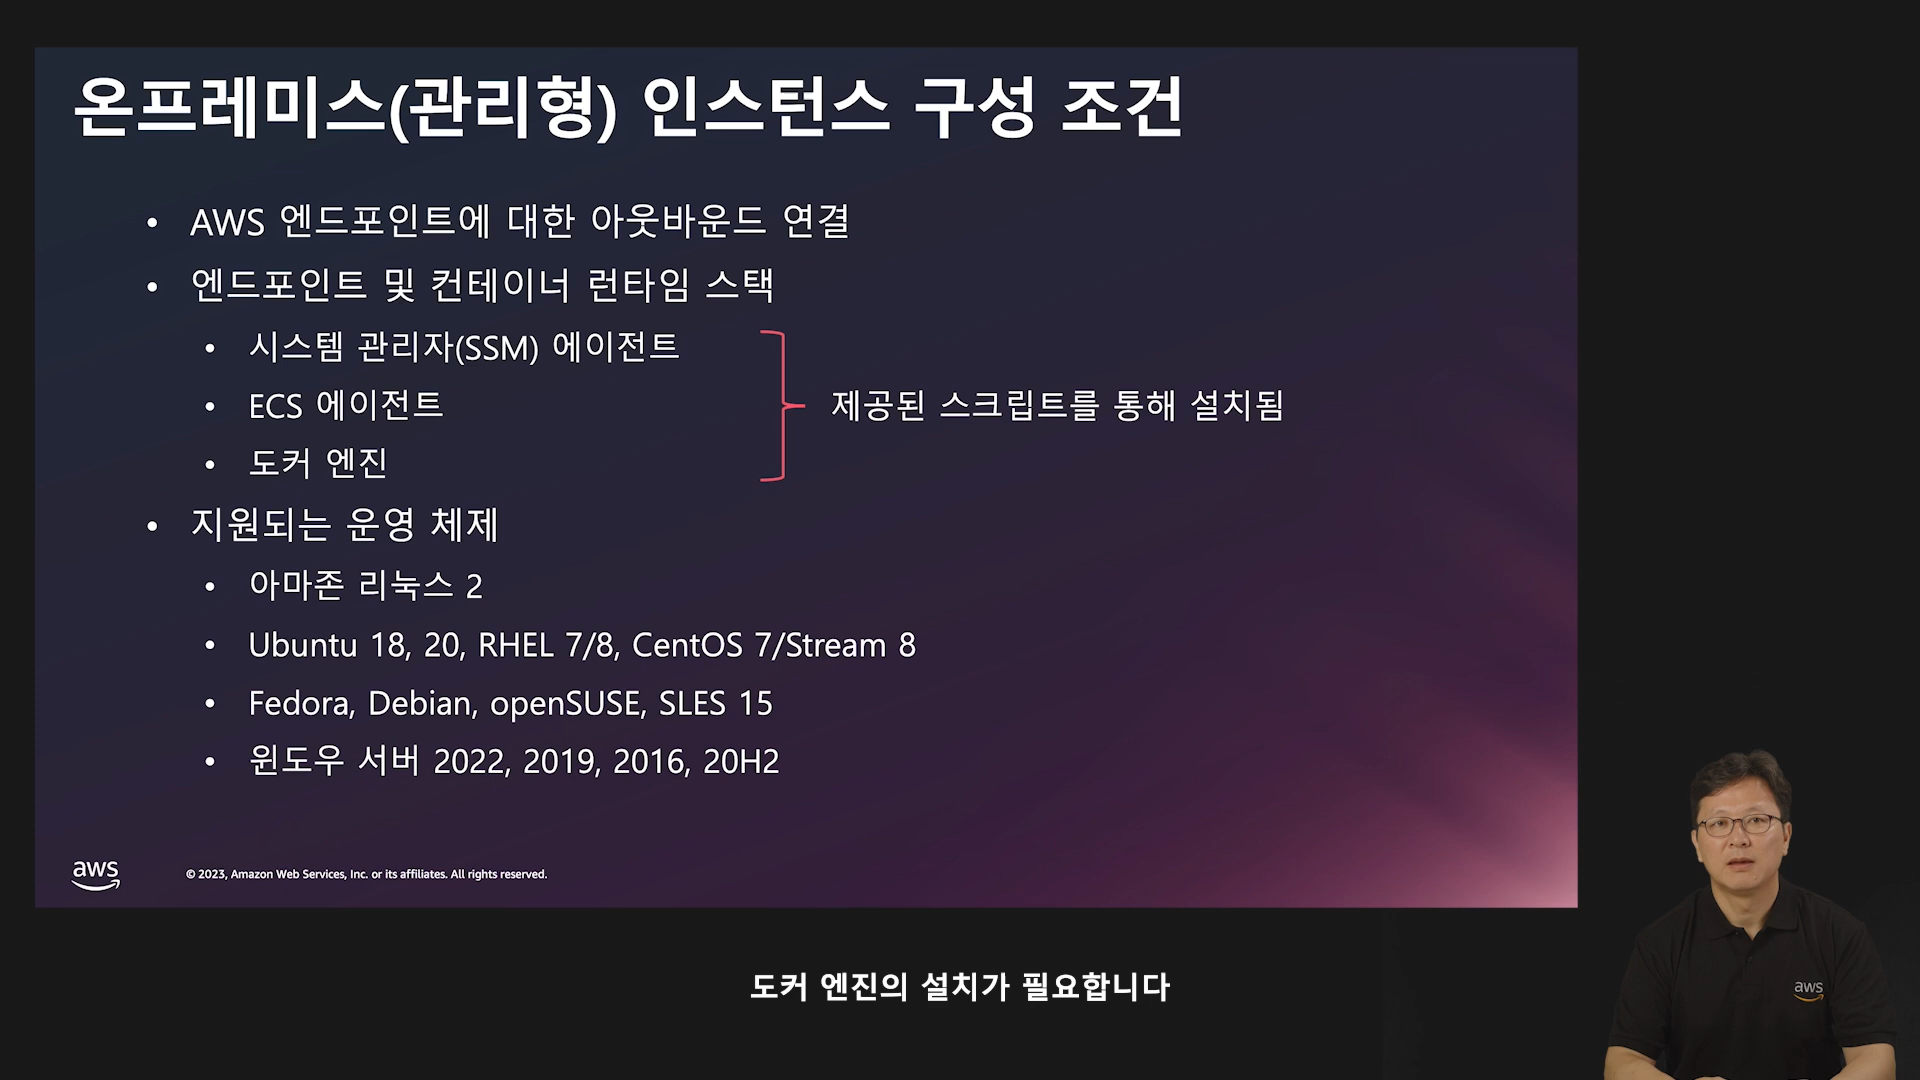 온프레미스(관리형) 인스턴스 구성 조건
• AWS 엔드포인트에 대한 아웃바운드 연결
• 엔드포인트 및 컨테이너 런타임 스택
• 시스템 관리자(SSM) 에이전트
• ECS 에이전트
• 도커 엔진
제공된 스크립트를 통해 설치됨
• 지원되는 운영 체제
• 아마존 리눅스 2
• Ubuntu 18, 20, RHEL 7/8, CentOS 7/Stream 8
• Fedora, Debian, openSUSE, SLES 15
• 윈도우 서버 2022, 2019, 2016, 20H2
aws
© 2023, Amazon Web Services, Inc. or its affiliates. All rights reserved.
도커 엔진의 설치가 필요합니다
aws